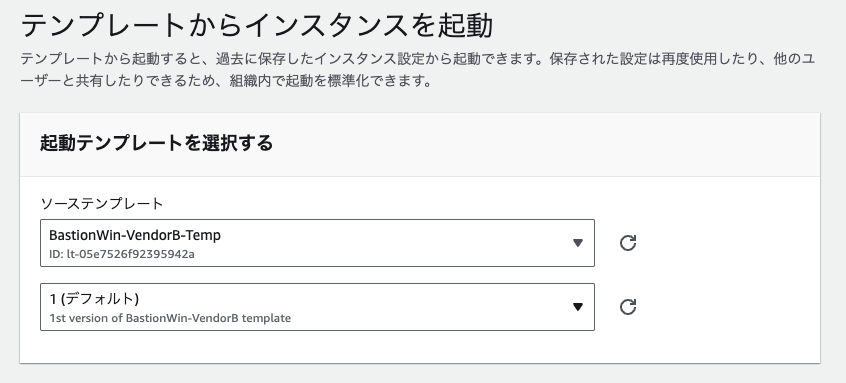 テンプレートからインスタンスを起動
テンプレートから起動すると、過去に保存したインスタンス設定から起動できます。保存された設定は再度使用したり、他のユ
ーザーと共有したりできるため、組織内で起動を標準化できます。
起動テンプレートを選択する
ソーステンプレート
BastionWin-VendorB-Temp
ID: lt-05e7526f92395942a
1 (デフォルト)
1st version of BastionWin-VendorB template